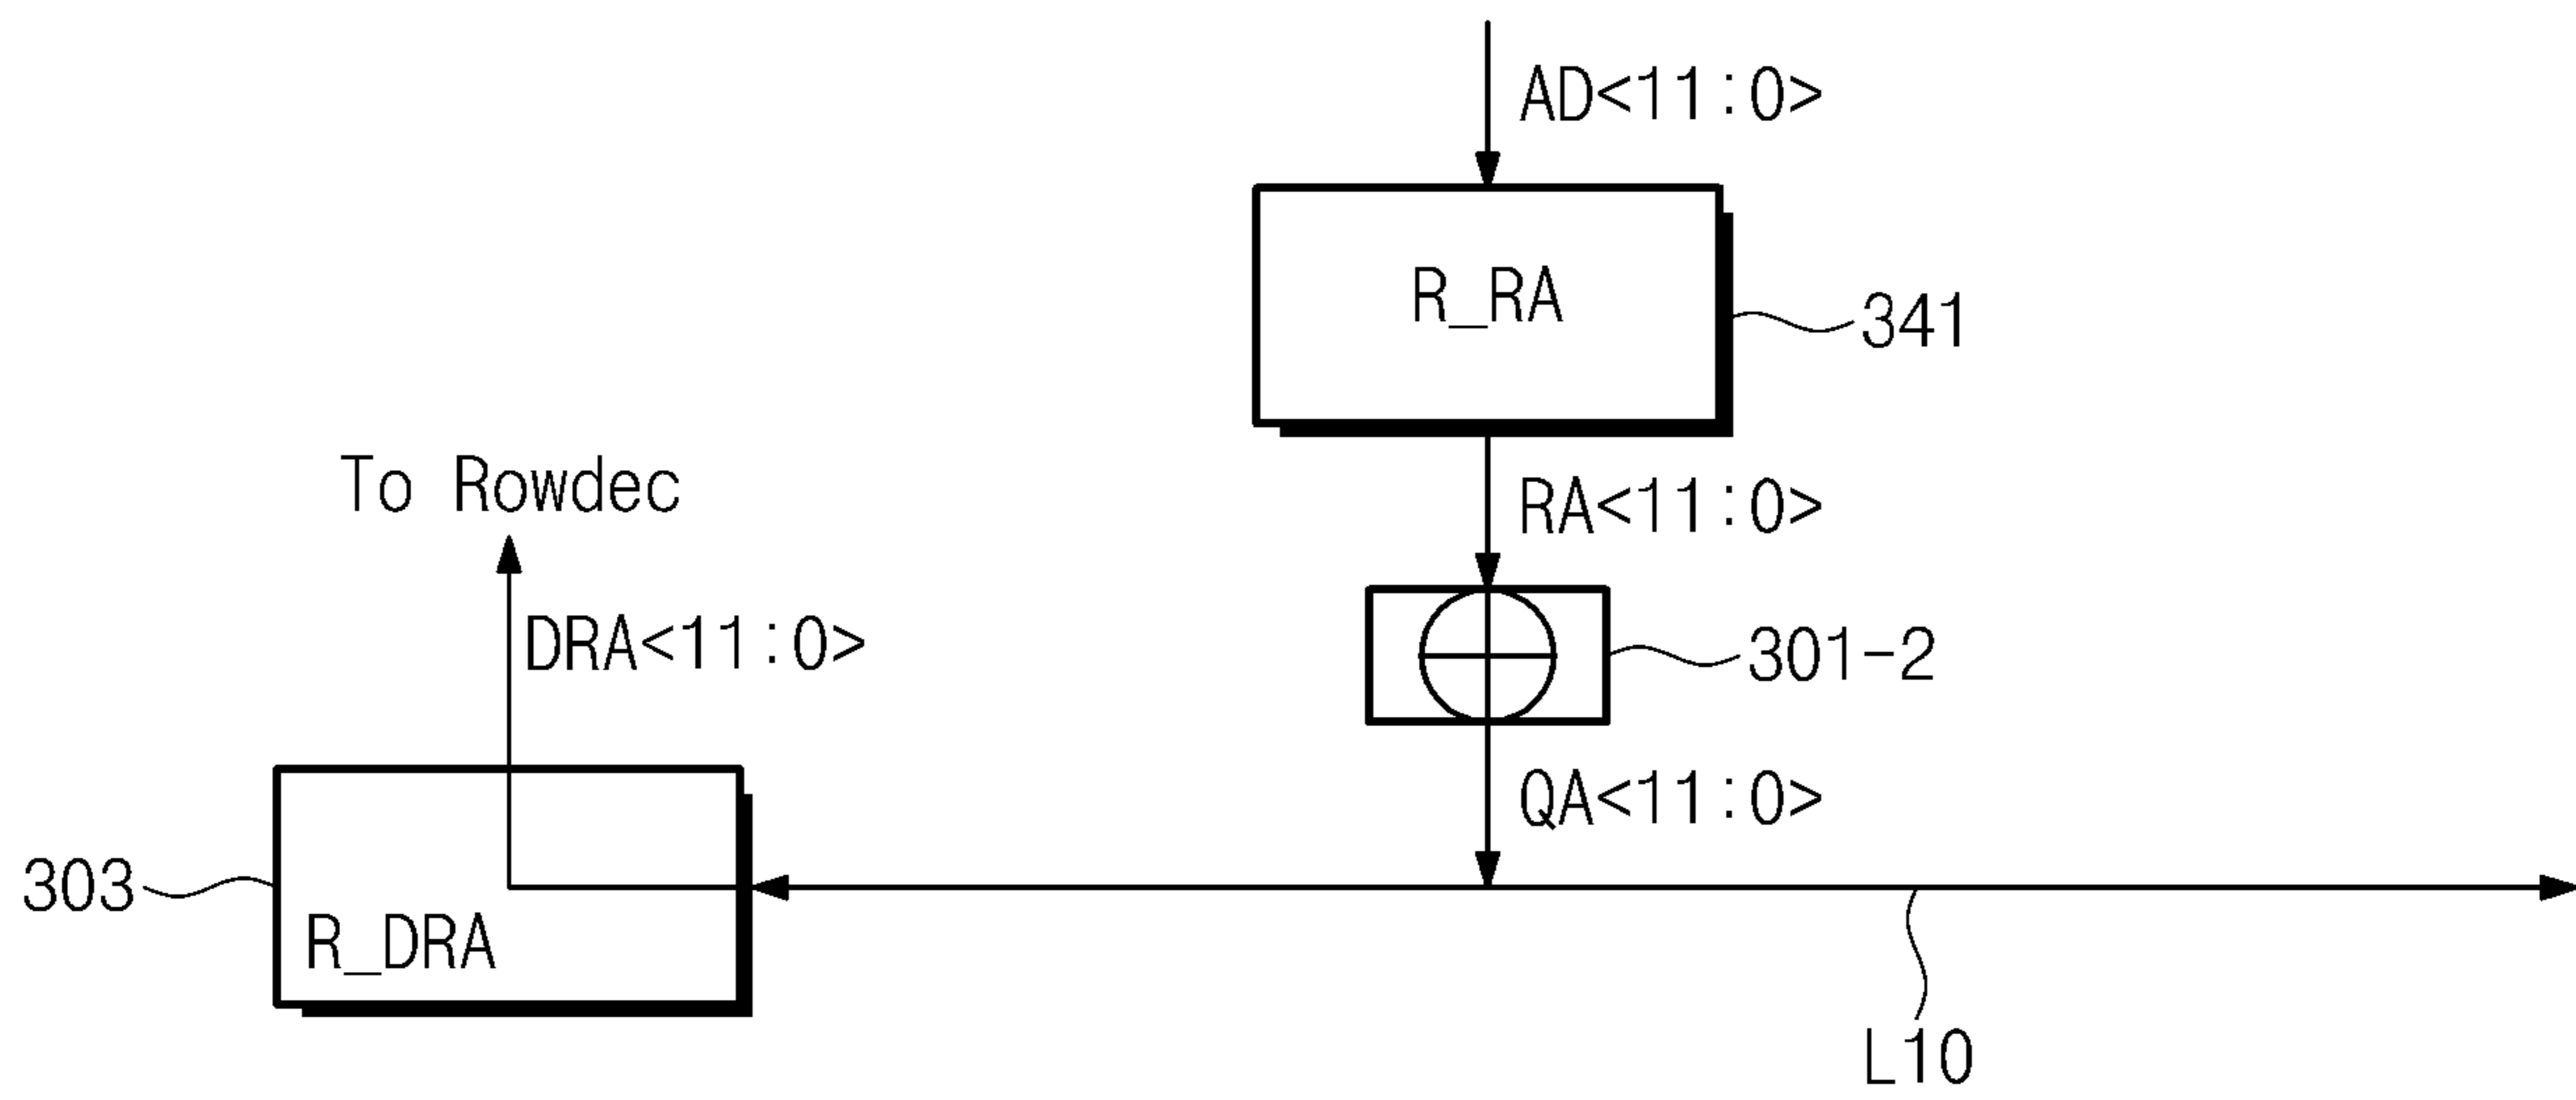 AD<11:0>
R_RA
341
To Rowdec
RA<11:0>
DRA<11:0>
301-2
QA<11:0>
303
R_DRA
L10